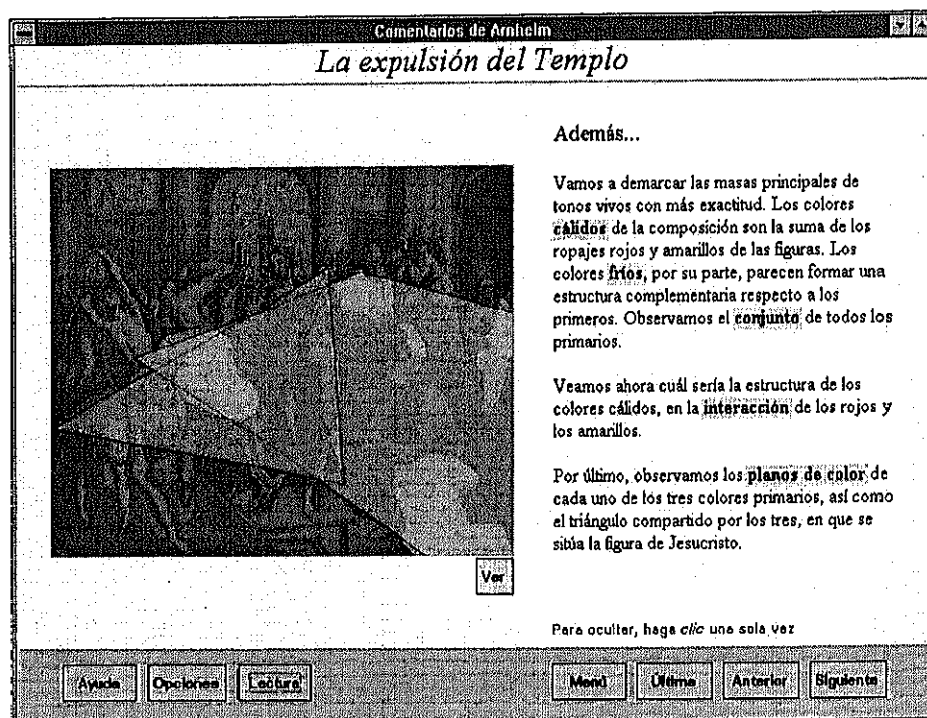 Comentarios de Arnheim
La expulsión del Templo
Además...
Vamos a demarcar las masas principales de
tonos vivos con más exactitud. Los colores
cálidos de la composición son la suma de los
ropajes rojos y amarillos de las figuras. Los
colores fríos, por su parte, parecen formar una
estructura complementaria respecto a los
primeros. Observamos el conjunto de todos los
primarios.
Veamos ahora cuál sería la estructura de los
colores cálidos, en la interacción de los rojos y
los amarillos.
Por último, observamos los planos de color de
cada uno de los tres colores primarios, así como
el triángulo compartido por los tres, en que se
sitúa la figura de Jesucristo.
Ver
Para ocultar, haga clic una sola vez
Ayuda Opciones Lectura Menú Última Anterior Siguiente